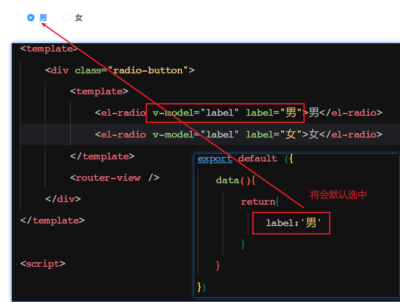 男 女
<template>
<div class="radio-button">
<template>
<el-radio v-model="label" label="男">男</el-radio>
<el-radio v-model="label" label="女">女</el-radio>
</template>
<router-view />
</div>
</template>
<script>
export default ({
data(){
return{
label:'男'
}
}
})
将会默认选中